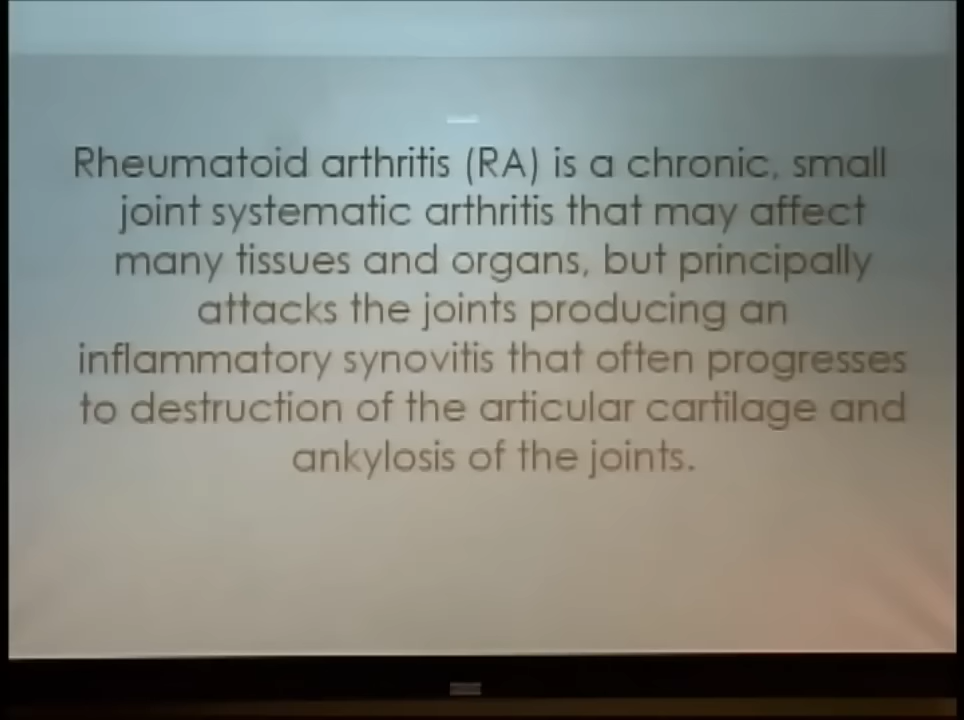 Rheumatoid arthritis (RA) is a chronic, small
joint systematic arthritis that may affect
many tissues and organs, but principally
attacks the joints producing an
inflammatory synovitis that often progresses
to destruction of the articular cartilage and
ankylosis of the joints.